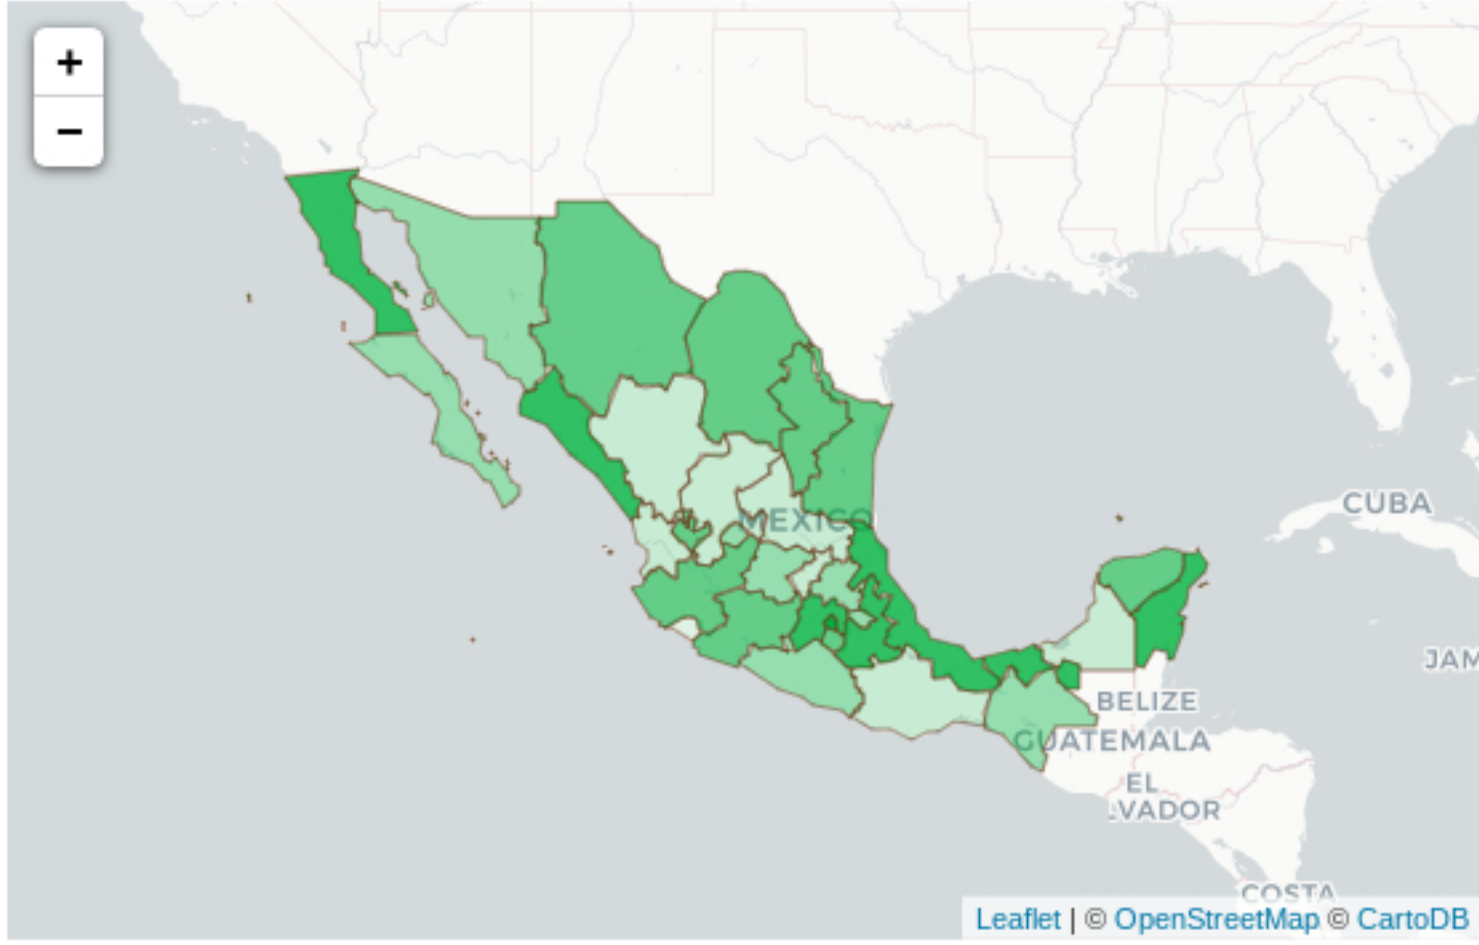 +
−
MEXICO
CUBA
JAM
BELIZE
GUATEMALA
EL
VADOR
COSTA
Leaflet | © OpenStreetMap © CartoDB